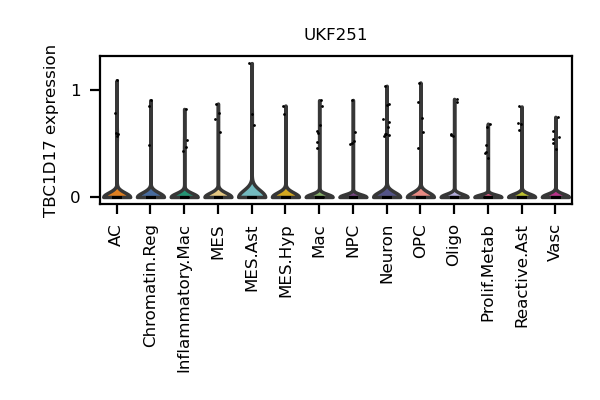 UKF251
TBC1D17 expression
1
0
AC
Chromatin.Reg
Inflammatory.Mac
MES
MES.Ast
MES.Hyp
Mac
NPC
Neuron
OPC
Oligo
Prolif.Metab
Reactive.Ast
Vasc